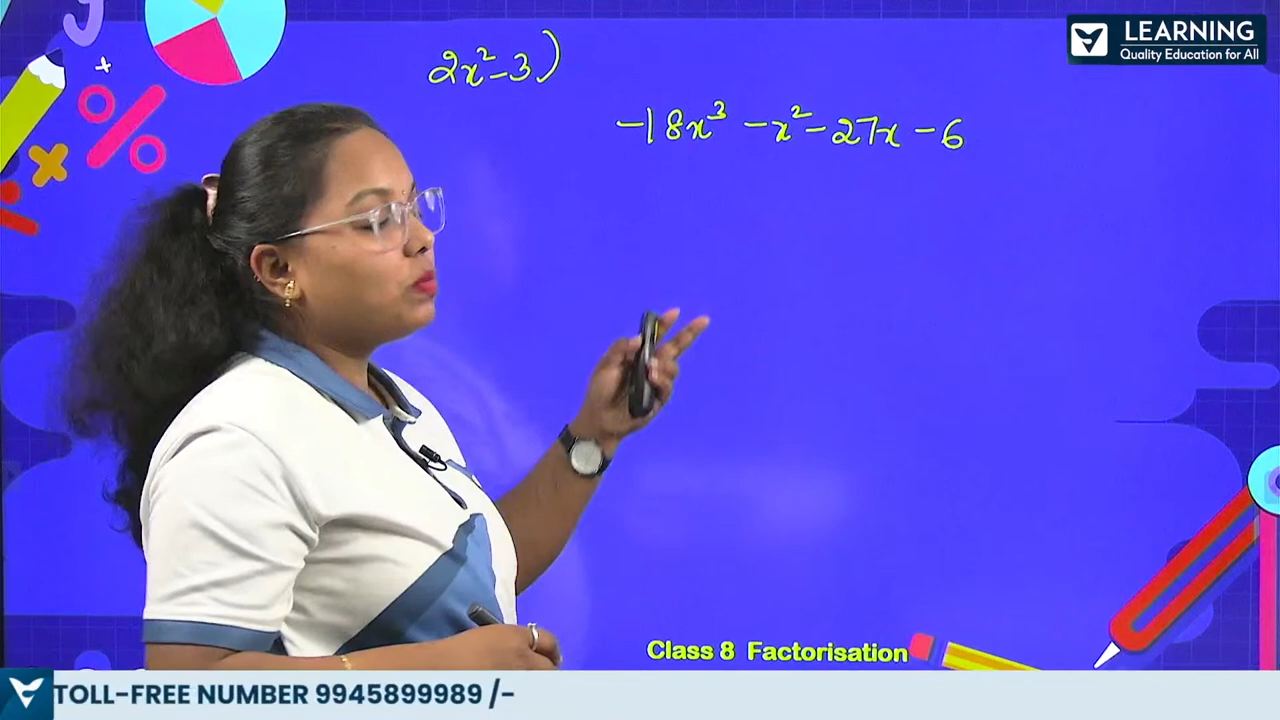 LEARNING
Quality Education for All
2x² - 3)
-18x³ - x² - 27x - 6
Class 8 Factorisation
TOLL-FREE NUMBER 9945899989 /-